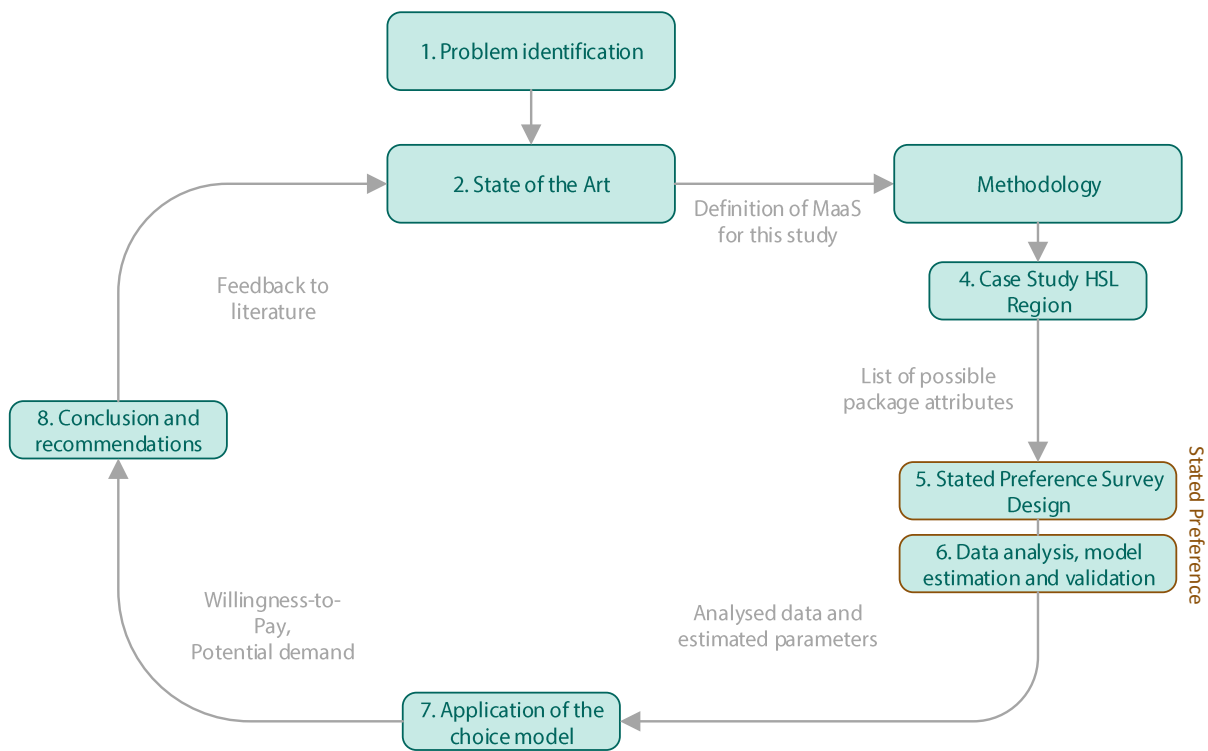 1. Problem identification
2. State of the Art
Methodology
Definition of MaaS
for this study
4. Case Study HSL
Region
Feedback to
literature
List of possible
package attributes
8. Conclusion and
recommendations
5. Stated Preference Survey
Design
Stated Preference
6. Data analysis, model
estimation and validation
Willingness-to-
Pay,
Potential demand
Analysed data and
estimated parameters
7. Application of the
choice model